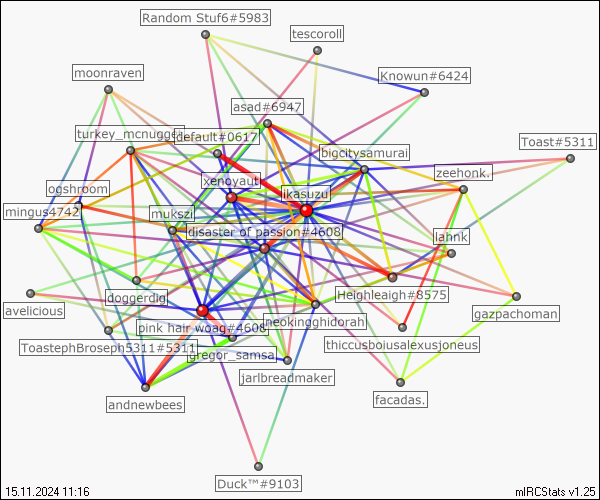 Random Stuf6#5983
tescoroll
moonraven
Knowun#6424
asad#6947
turkey_mcnugget
default#0617
Toast#5311
bigcitysamurai
zeehonk.
xenoyaut
ogshroom
ikasuzu
mingus4742
mukszi
disaster of passion#4608
lahnk
doggerdig
Heighleaigh#8575
avelicious
neokingghidorah
gazpachoman
pink hair woag#4608
thiccusboiusalexusjoneus
ToastephBroseph5311#5311
gregor_samsa
jarlbreadmaker
andnewbees
facadas.
Duck™#9103
15.11.2024 11:16
mIRCStats v1.25